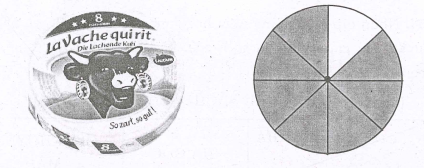 8
La Vache qui rit
Die Lachende Kuh
So zart, so gut!
8